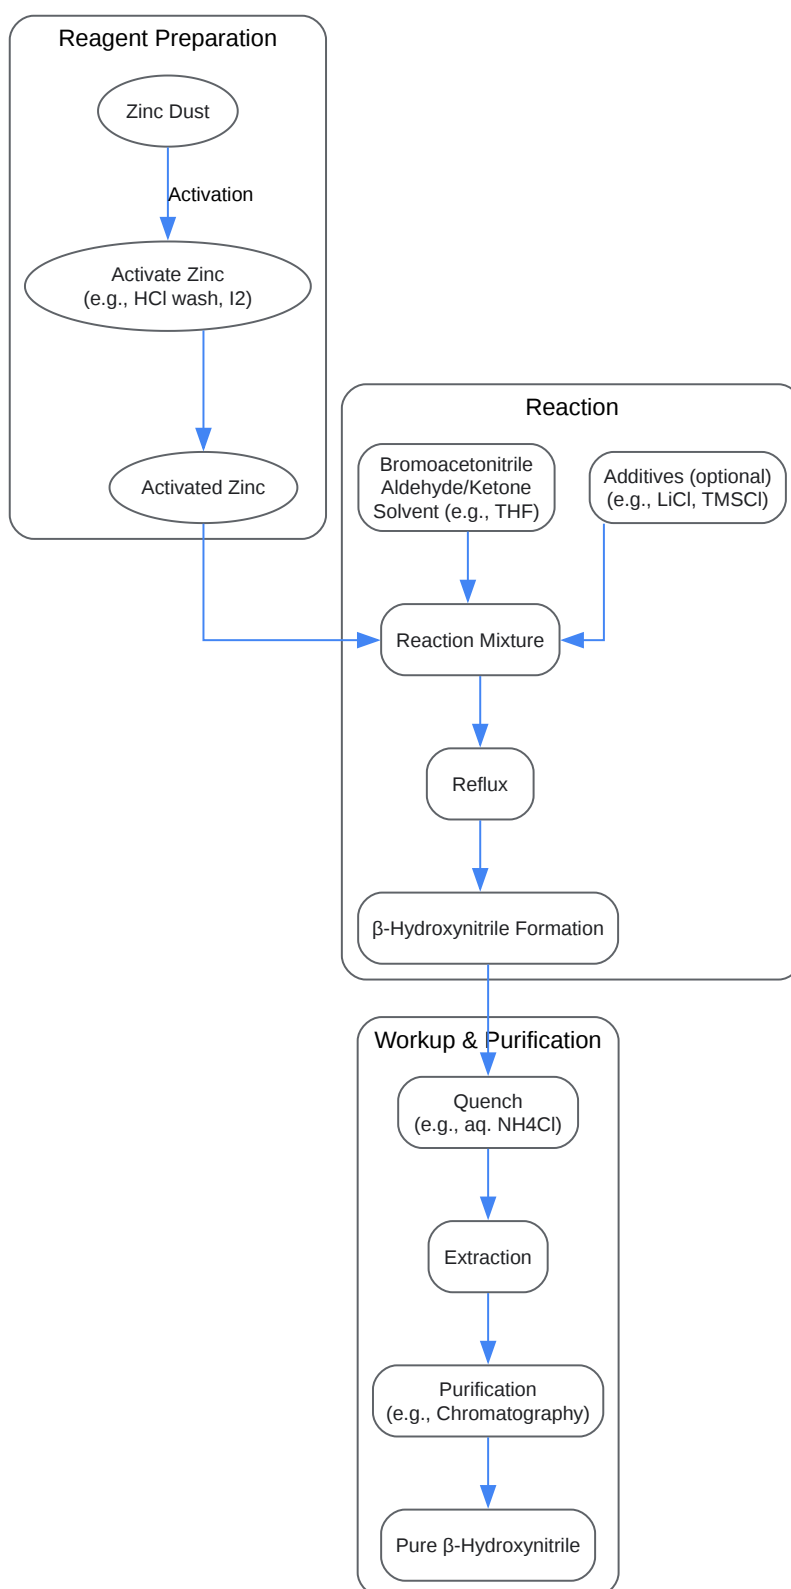 Reagent Preparation
Zinc Dust
Activation
Activate Zinc
(e.g., HCl wash, I2)
Activated Zinc
Reaction
Bromoacetonitrile
Aldehyde/Ketone
Solvent (e.g., THF)
Additives (optional)
(e.g., LiCl, TMSCl)
Reaction Mixture
Reflux
β-Hydroxynitrile Formation
Workup & Purification
Quench
(e.g., aq. NH4Cl)
Extraction
Purification
(e.g., Chromatography)
Pure β-Hydroxynitrile